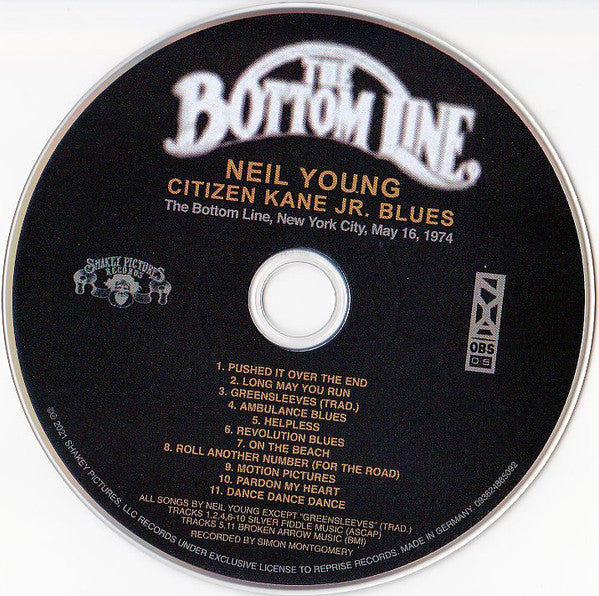 THE
BOTTOM LINE
NEIL YOUNG
CITIZEN KANE JR. BLUES
The Bottom Line, New York City, May 16, 1974
SHAKEY PICTURES
RECORDS
NYA
OBS
05
1. PUSHED IT OVER THE END
2. LONG MAY YOU RUN
3. GREENSLEEVES (TRAD.)
4. AMBULANCE BLUES
5. HELPLESS
6. REVOLUTION BLUES
7. ON THE BEACH
8. ROLL ANOTHER NUMBER (FOR THE ROAD)
9. MOTION PICTURES
10. PARDON MY HEART
11. DANCE DANCE DANCE
ALL SONGS BY NEIL YOUNG EXCEPT "GREENSLEEVES" (TRAD.)
TRACKS 1,2,4,6-10 SILVER FIDDLE MUSIC (ASCAP)
TRACKS 5,11 BROKEN ARROW MUSIC (BMI)
RECORDED BY SIMON MONTGOMERY
©℗ 2021 SHAKEY PICTURES, LLC RECORDS UNDER EXCLUSIVE LICENSE TO REPRISE RECORDS. MADE IN GERMANY. 093624885092